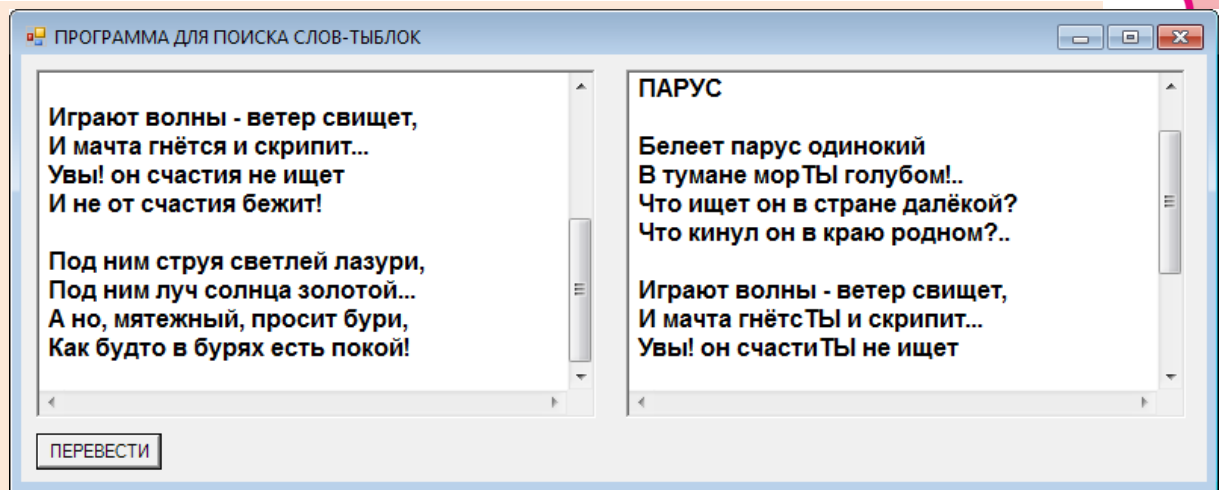 ПРОГРАММА ДЛЯ ПОИСКА СЛОВ-ТЫБЛОК
Играют волны - ветер свищет,
И мачта гнётся и скрипит...
Увы! он счастия не ищет
И не от счастия бежит!
Под ним струя светлей лазури,
Под ним луч солнца золотой...
А но, мятежный, просит бури,
Как будто в бурях есть покой!
ПАРУС
Белеет парус одинокий
В тумане морТЫ голубом!..
Что ищет он в стране далёкой?
Что кинул он в краю родном?..
Играют волны - ветер свищет,
И мачта гнётсТЫ и скрипит...
Увы! он счастиТЫ не ищет
ПЕРЕВЕСТИ